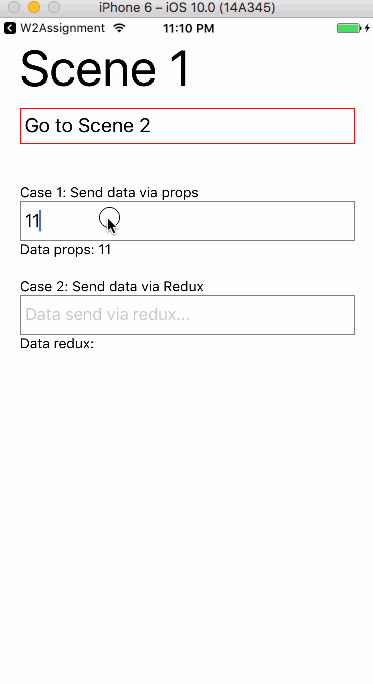 iPhone 6 – iOS 10.0 (14A345)
W2Assignment 11:10 PM
Scene 1
Go to Scene 2
Case 1: Send data via props
11
Data props: 11
Case 2: Send data via Redux
Data send via redux...
Data redux: